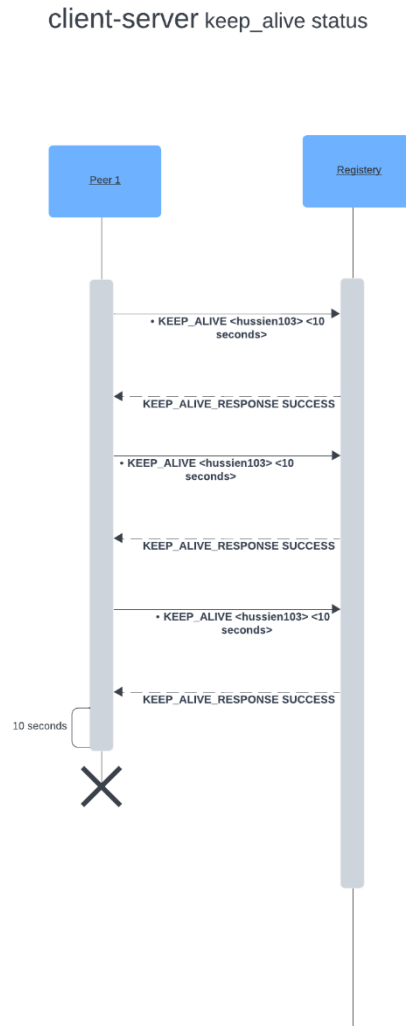 client-server keep_alive status
Peer 1
Registery
• KEEP_ALIVE <hussien103> <10
seconds>
KEEP_ALIVE_RESPONSE SUCCESS
• KEEP_ALIVE <hussien103> <10
seconds>
KEEP_ALIVE_RESPONSE SUCCESS
• KEEP_ALIVE <hussien103> <10
seconds>
KEEP_ALIVE_RESPONSE SUCCESS
10 seconds